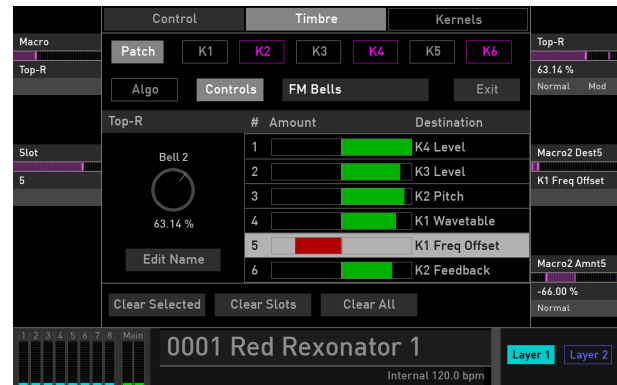 Control Timbre Kernels
Macro
Top-R
Patch K1 K2 K3 K4 K5 K6
Top-R
63.14 %
Normal Mod
Algo Controls FM Bells Exit
Top-R
# Amount Destination
Slot
5
Bell 2
63.14 %
Edit Name
1 K4 Level
2 K3 Level
3 K2 Pitch
4 K1 Wavetable
5 K1 Freq Offset
6 K2 Feedback
Macro2 Dest5
K1 Freq Offset
Macro2 Amnt5
-66.00 %
Normal
Clear Selected Clear Slots Clear All
1 2 3 4 5 6 7 8 Main
0001 Red Rexonator 1
Internal 120.0 bpm
Layer 1 Layer 2